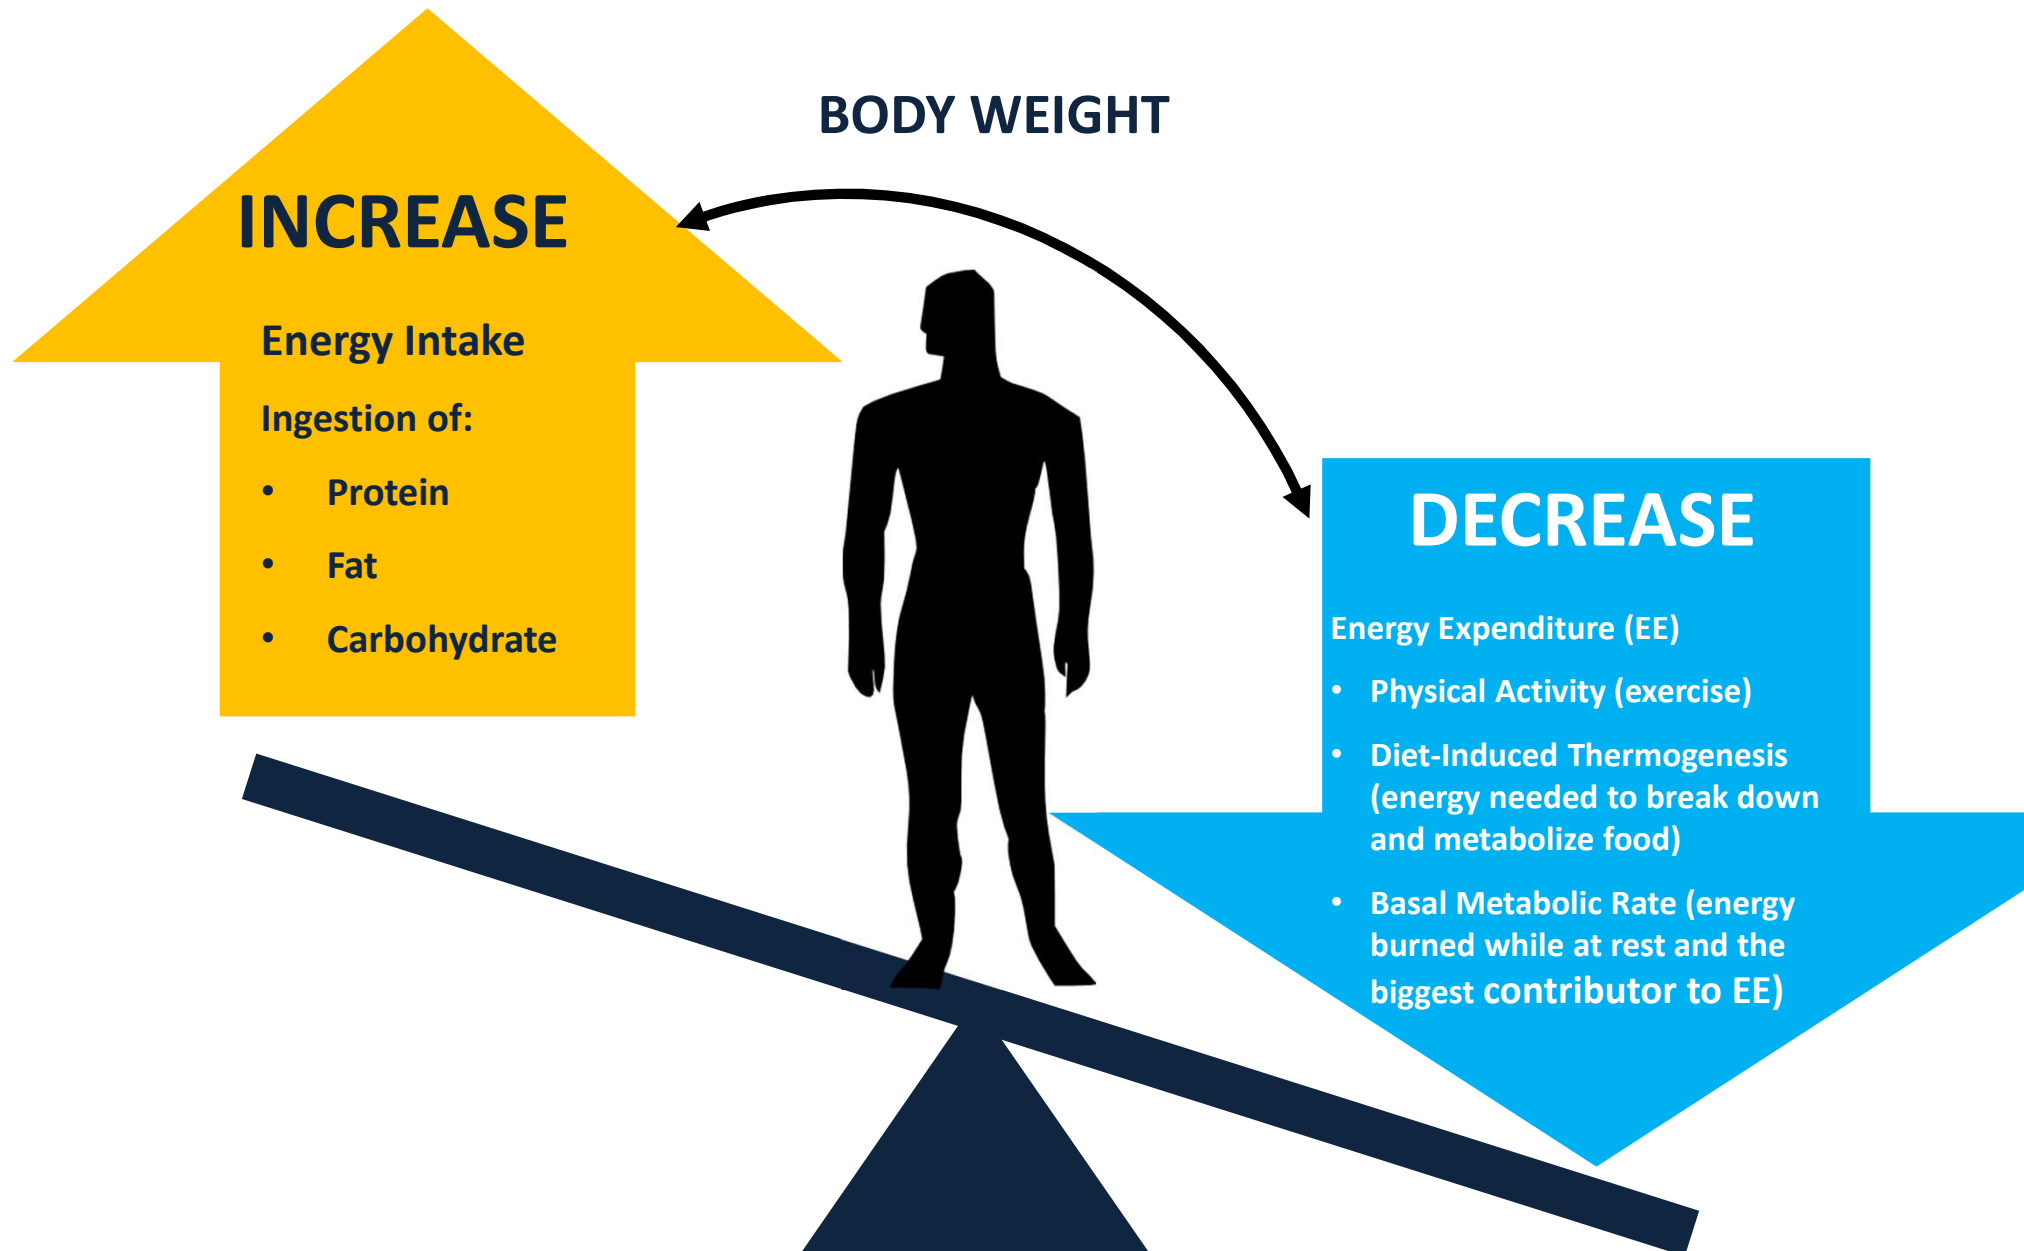 BODY WEIGHT
INCREASE
Energy Intake
Ingestion of:
• Protein
• Fat
• Carbohydrate
DECREASE
Energy Expenditure (EE)
• Physical Activity (exercise)
• Diet-Induced Thermogenesis
(energy needed to break down
and metabolize food)
• Basal Metabolic Rate (energy
burned while at rest and the
biggest contributor to EE)